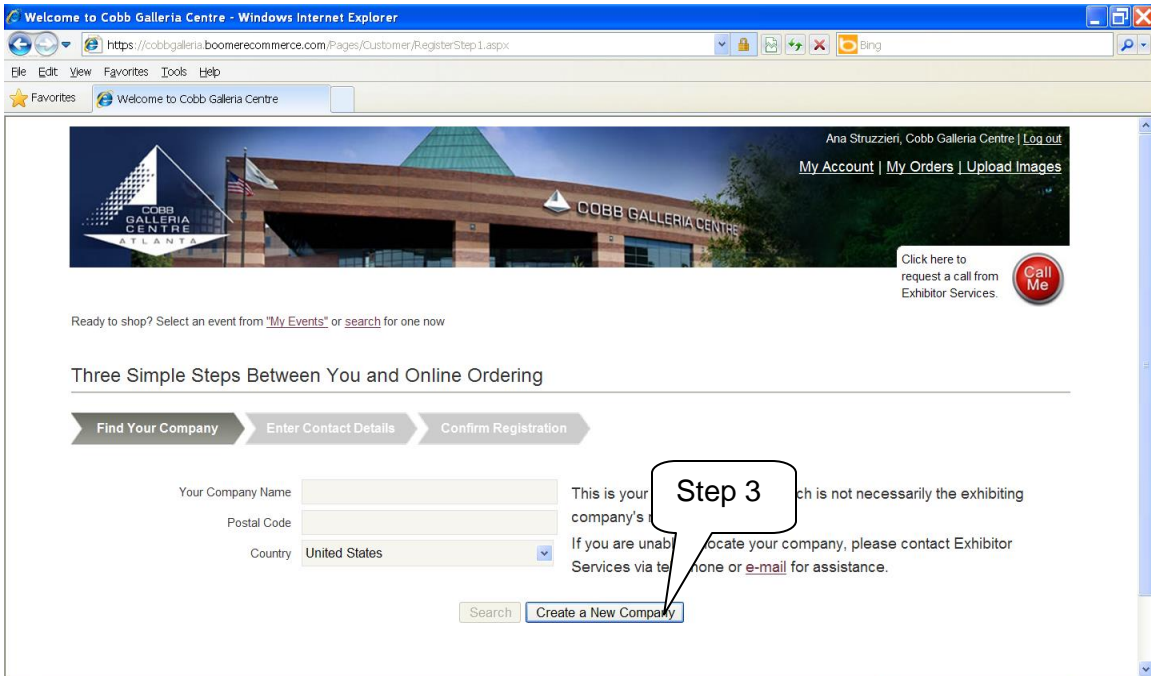 Welcome to Cobb Galleria Centre - Windows Internet Explorer
https://cobbgalleria.boomerecommerce.com/Pages/Customer/RegisterStep1.aspx
Bing
File Edit View Favorites Tools Help
Favorites
Welcome to Cobb Galleria Centre
Ana Struzzieri, Cobb Galleria Centre | Log out
My Account | My Orders | Upload Images
COBB
GALLERIA
CENTRE
ATLANTA
COBB GALLERIA CENTRE
Click here to
request a call from
Exhibitor Services.
Call
Me
Ready to shop? Select an event from "My Events" or search for one now
Three Simple Steps Between You and Online Ordering
Find Your Company
Enter Contact Details
Confirm Registration
Your Company Name
Postal Code
Country
United States
Step 3
This is your ch is not necessarily the exhibiting
company's
If you are unabl ocate your company, please contact Exhibitor
Services via te hone or e-mail for assistance.
Search
Create a New Company